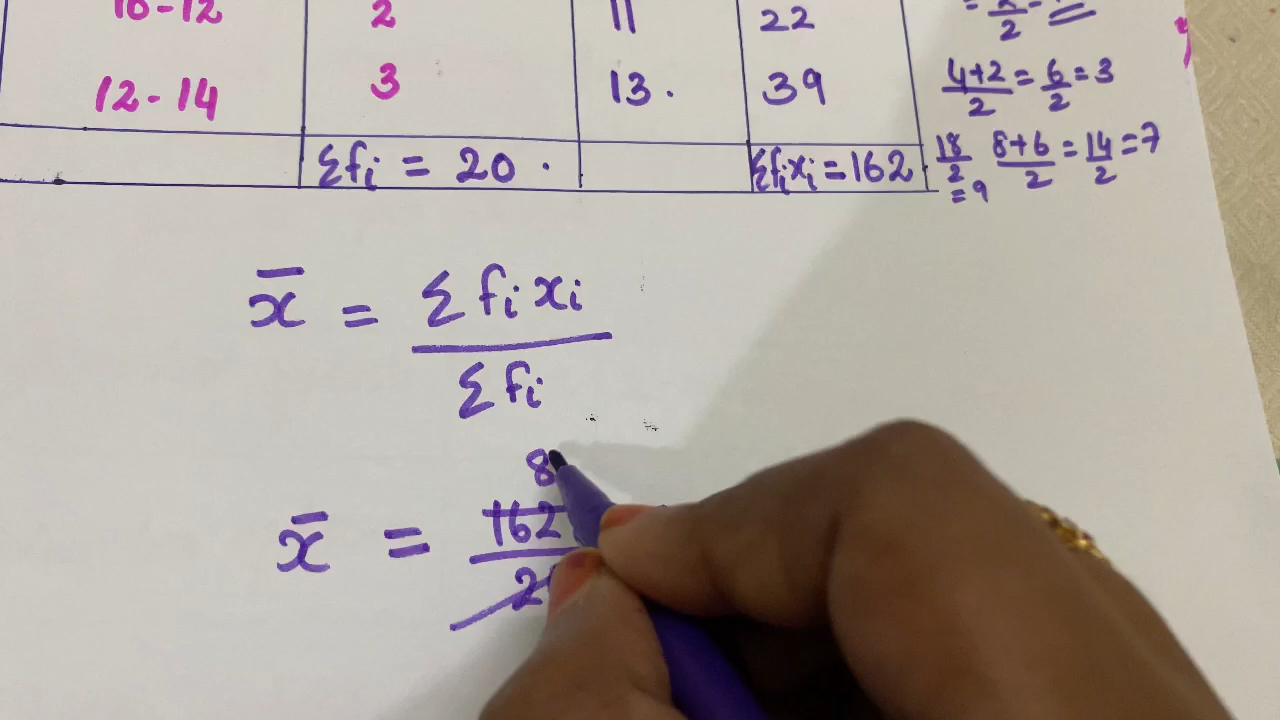 10-12 2 11 22
12-14 3 13. 39
4+2/2 = 6/2 = 3
Σfi = 20. Σfixi = 162
18/2 = 9 8+6/2 = 14/2 = 7
x̄ = Σfixi / Σfi
8
x̄ = 162 / 2